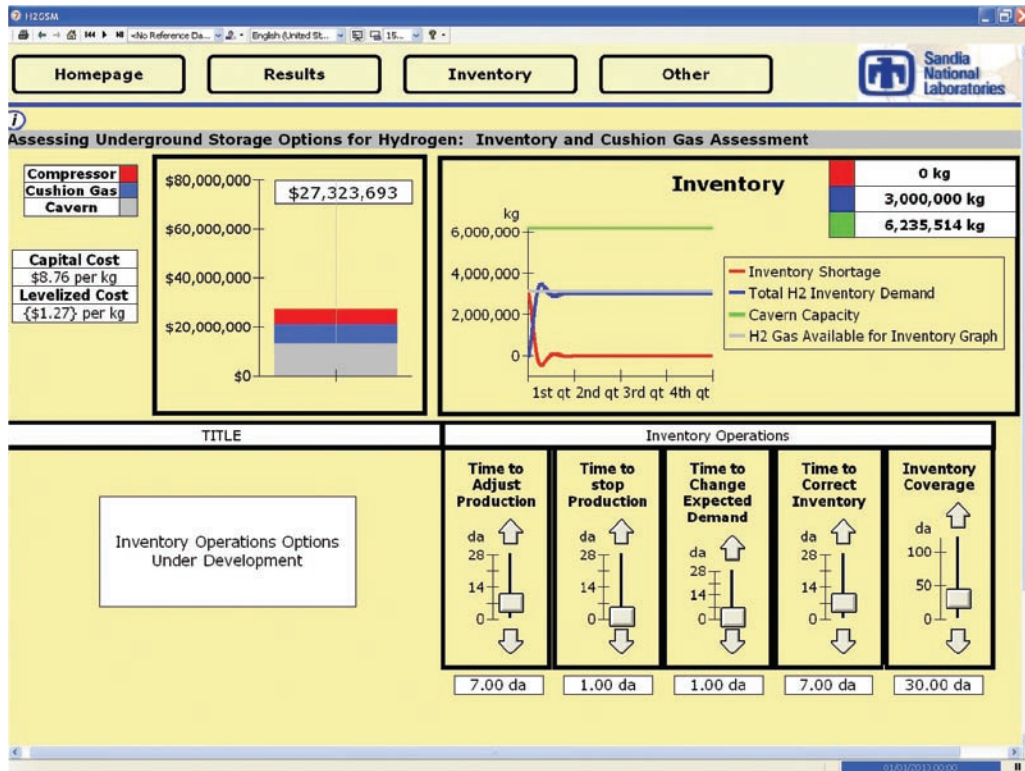 H2GSM
<No Reference Da...
English (United St...
15...
Homepage
Results
Inventory
Other
Sandia
National
Laboratories
i
Assessing Underground Storage Options for Hydrogen: Inventory and Cushion Gas Assessment
Compressor
Cushion Gas
Cavern
Capital Cost
$8.76 per kg
Levelized Cost
{$1.27} per kg
$80,000,000
$60,000,000
$40,000,000
$20,000,000
$0
$27,323,693
Inventory
0 kg
3,000,000 kg
6,235,514 kg
kg
6,000,000
4,000,000
2,000,000
0
1st qt 2nd qt 3rd qt 4th qt
Inventory Shortage
Total H2 Inventory Demand
Cavern Capacity
H2 Gas Available for Inventory Graph
TITLE
Inventory Operations Options
Under Development
Inventory Operations
Time to
Adjust
Production
da
28
14
0
7.00 da
Time to
stop
Production
da
28
14
0
1.00 da
Time to
Change
Expected
Demand
da
28
14
0
1.00 da
Time to
Correct
Inventory
da
28
14
0
7.00 da
Inventory
Coverage
da
100
50
0
30.00 da
01/01/2013 00:00